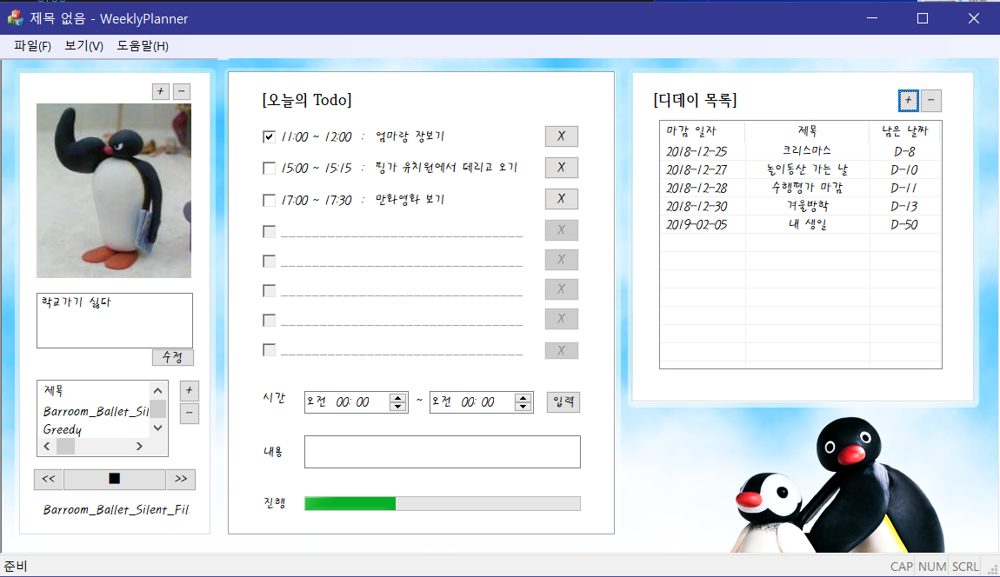 제목 없음 - WeeklyPlanner
파일(F) 보기(V) 도움말(H)
+ -
학교가기 싫다
수정
제목
Barroom_Ballet_Sil
Greedy
+
-
<< >>
Barroom_Ballet_Silent_Fil
[오늘의 Todo]
11:00 ~ 12:00 : 엄마랑 장보기 X
15:00 ~ 15:15 : 핑가 유치원에서 데리고 오기 X
17:00 ~ 17:30 : 만화영화 보기 X
_______________________________ X
_______________________________ X
_______________________________ X
_______________________________ X
_______________________________ X
시간 오전 00:00 ~ 오전 00:00 입력
내용
진행
[디데이 목록] + -
마감 일자 제목 남은 날짜
2018-12-25 크리스마스 D-8
2018-12-27 놀이동산 가는 날 D-10
2018-12-28 수행평가 마감 D-11
2018-12-30 겨울방학 D-13
2019-02-05 내 생일 D-50
준비 CAP NUM SCRL